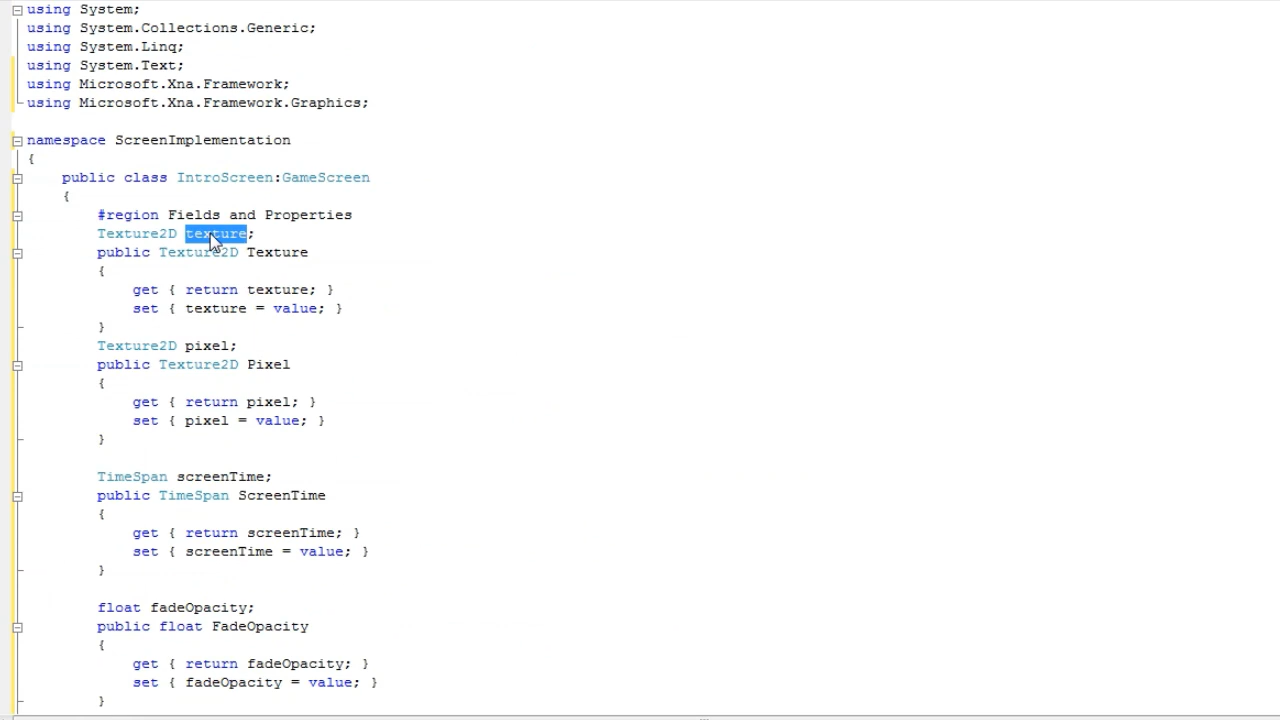 using System;
using System.Collections.Generic;
using System.Linq;
using System.Text;
using Microsoft.Xna.Framework;
using Microsoft.Xna.Framework.Graphics;
namespace ScreenImplementation
{
public class IntroScreen:GameScreen
{
#region Fields and Properties
Texture2D texture;
public Texture2D Texture
{
get { return texture; }
set { texture = value; }
}
Texture2D pixel;
public Texture2D Pixel
{
get { return pixel; }
set { pixel = value; }
}
TimeSpan screenTime;
public TimeSpan ScreenTime
{
get { return screenTime; }
set { screenTime = value; }
}
float fadeOpacity;
public float FadeOpacity
{
get { return fadeOpacity; }
set { fadeOpacity = value; }
}